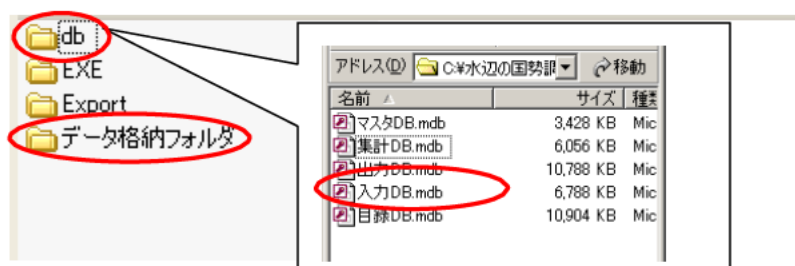 db
EXE
Export
データ格納フォルダ
アドレス(D) C:¥水辺の国勢調
移動
名前 サイズ 種類
マスタDB.mdb 3,428 KB Mic
集計DB.mdb 6,056 KB Mic
出力DB.mdb 10,788 KB Mic
入力DB.mdb 6,788 KB Mic
目録DB.mdb 10,904 KB Mic